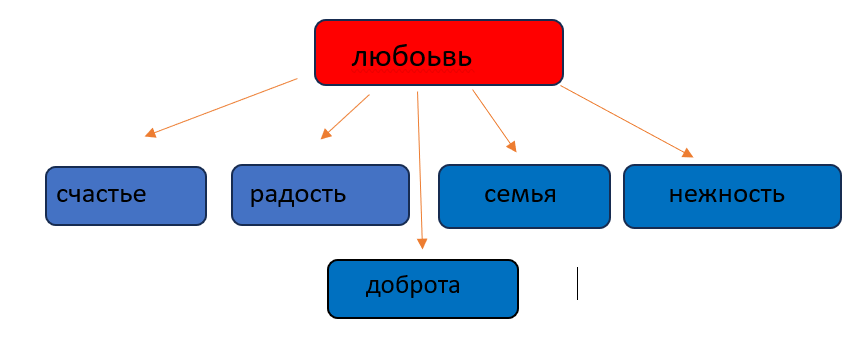 любоьвь
счастье
радость
семья
нежность
доброта